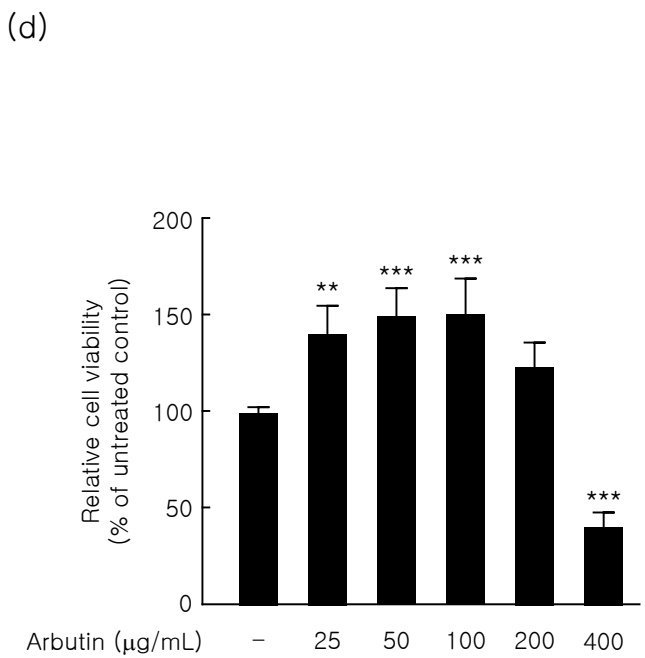 (d)
Relative cell viability
(% of untreated control)
200
150
100
50
0
**
***
***
***
Arbutin (μg/mL) – 25 50 100 200 400